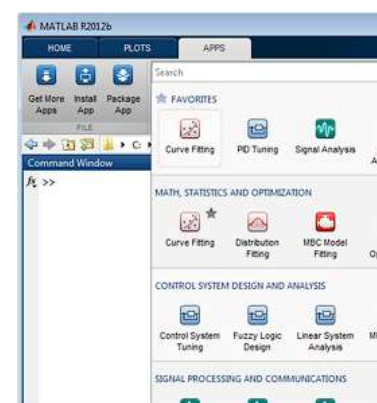 MATLAB R2012b
HOME PLOTS APPS
Get More Apps
Install App
Package App
FILE
Search
FAVORITES
Curve Fitting
PID Tuning
Signal Analysis
C:
Command Window
fx >>
MATH, STATISTICS AND OPTIMIZATION
Curve Fitting
Distribution Fitting
MBC Model Fitting
CONTROL SYSTEM DESIGN AND ANALYSIS
Control System Tuning
Fuzzy Logic Design
Linear System Analysis
SIGNAL PROCESSING AND COMMUNICATIONS